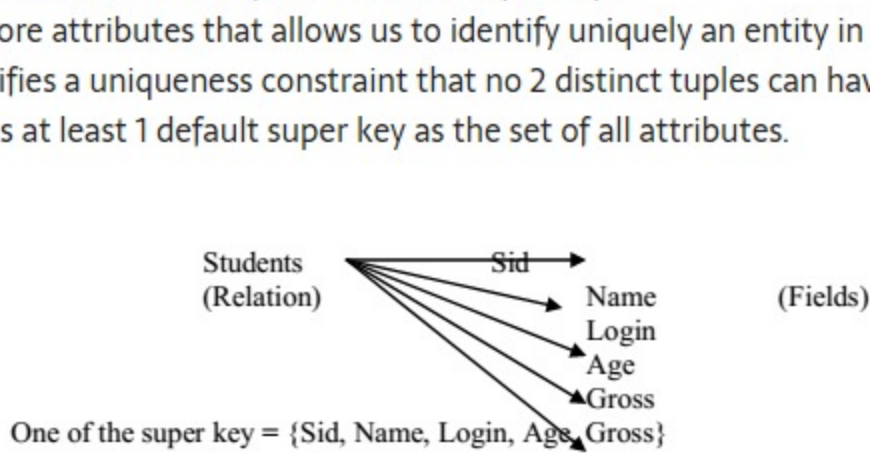 ore attributes that allows us to identify uniquely an entity in
ifies a uniqueness constraint that no 2 distinct tuples can hav
s at least 1 default super key as the set of all attributes.
Students Sid
(Relation) Name (Fields)
Login
Age
Gross
One of the super key = {Sid, Name, Login, Age, Gross}